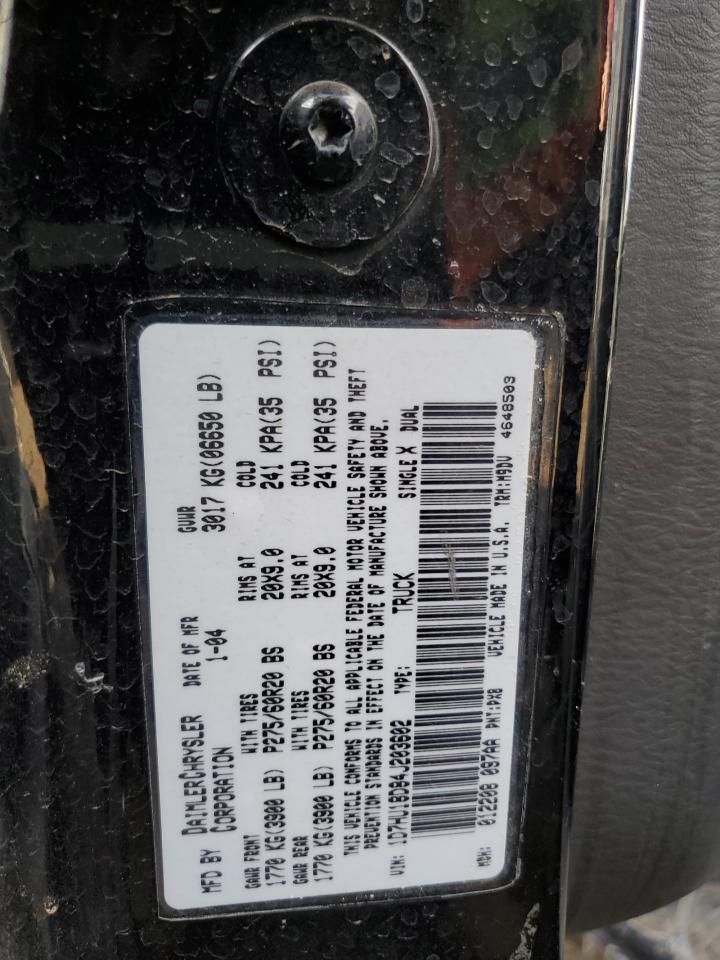 MFD BY DAIMLERCHRYSLER CORPORATION DATE OF MFR 1-04 GVWR 3017 KG(06650 LB)
GAWR FRONT WITH TIRES RIMS AT COLD
1770 KG(3900 LB) P275/60R20 BS 20X9.0 241 KPA(35 PSI)
GAWR REAR WITH TIRES RIMS AT COLD
1770 KG(3900 LB) P275/60R20 BS 20X9.0 241 KPA(35 PSI)
THIS VEHICLE CONFORMS TO ALL APPLICABLE FEDERAL MOTOR VEHICLE SAFETY AND THEFT
PREVENTION STANDARDS IN EFFECT ON THE DATE OF MANUFACTURE SHOWN ABOVE.
VIN: 1D7HU18D84J203602 TYPE: TRUCK SINGLE X DUAL
MDH: 012208 097AA PNT:PX8 VEHICLE MADE IN U.S.A. TRM:M9DV 4648503